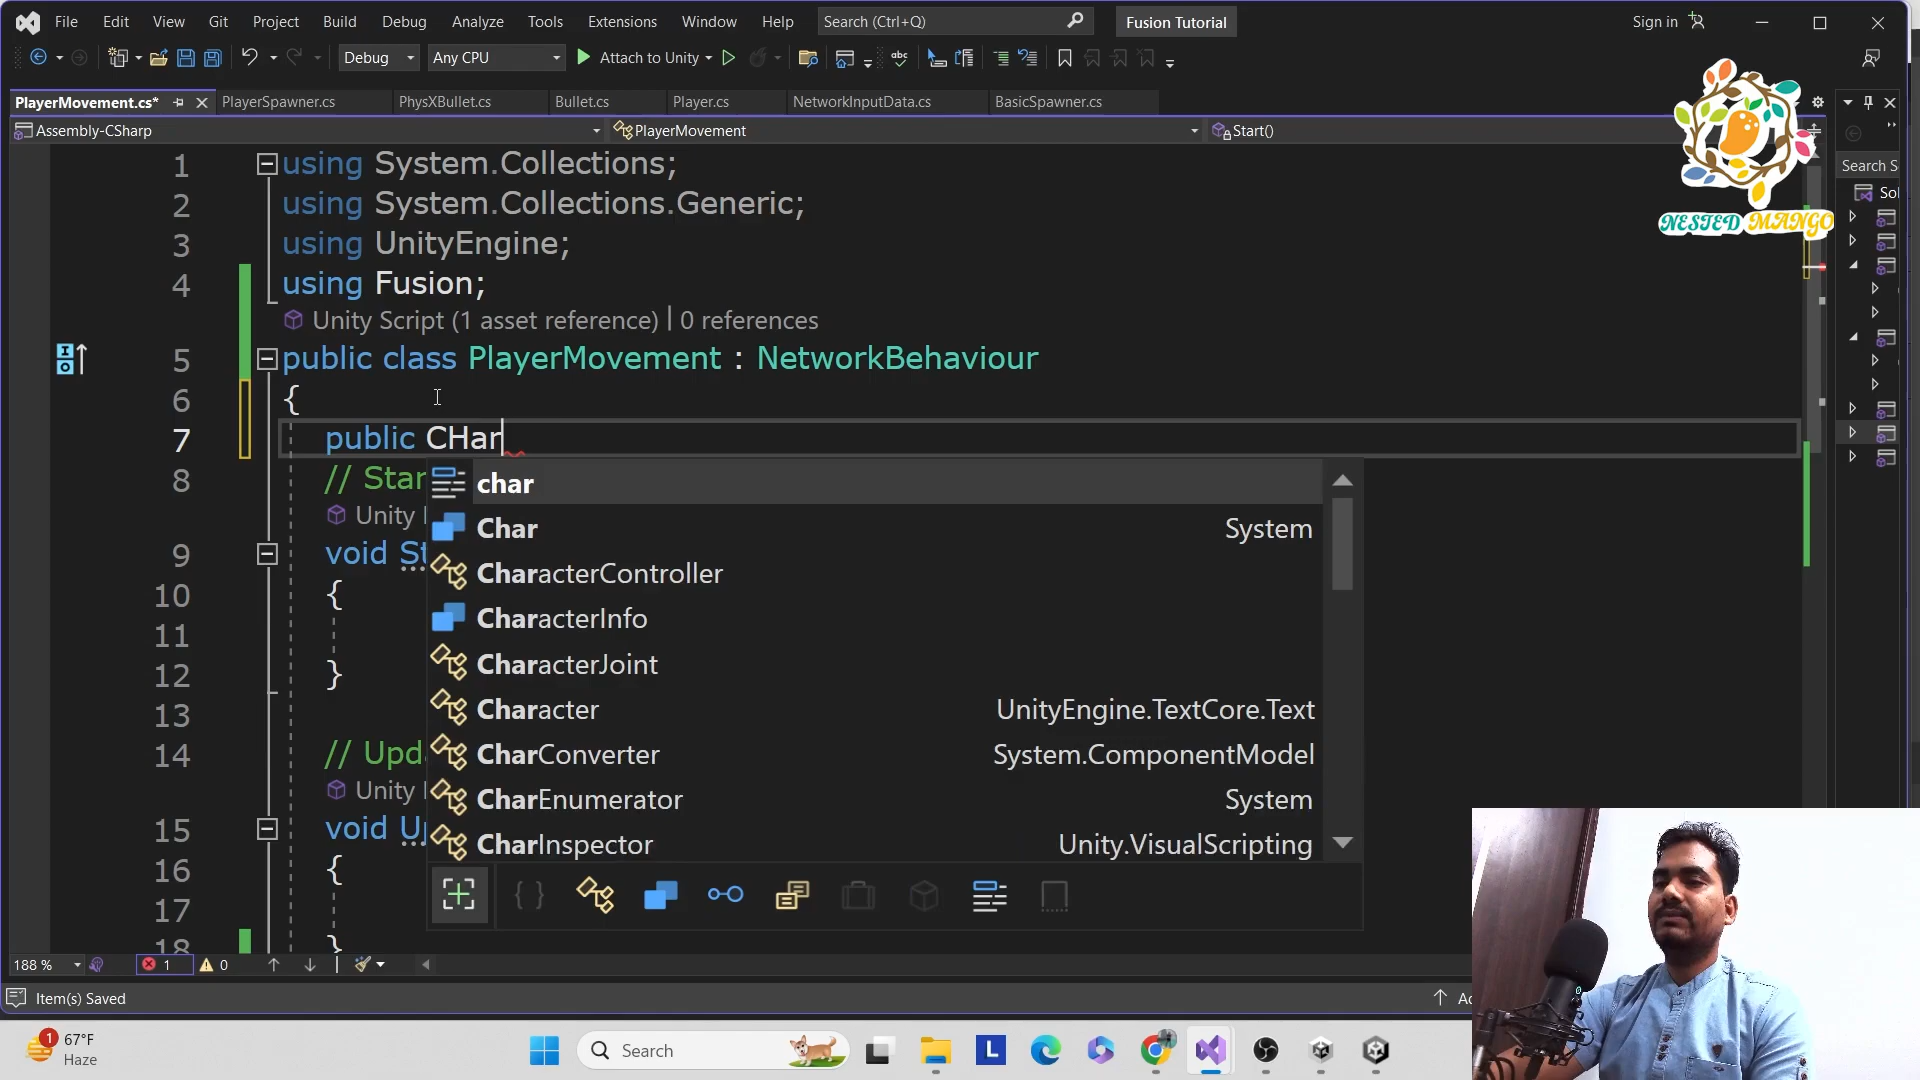 File Edit View Git Project Build Debug Analyze Tools Extensions Window Help Search (Ctrl+Q) Fusion Tutorial Sign in
Debug Any CPU Attach to Unity
PlayerMovement.cs* PlayerSpawner.cs PhysXBullet.cs Bullet.cs Player.cs NetworkInputData.cs BasicSpawner.cs
Assembly-CSharp PlayerMovement Start()
NESTED MANGO
Search S
Sol
1 using System.Collections;
2 using System.Collections.Generic;
3 using UnityEngine;
4 using Fusion;
Unity Script (1 asset reference) | 0 references
5 public class PlayerMovement : NetworkBehaviour
6 {
7 public CHar
8 // Star
Unity
9 void St
10 {
11
12 }
13
14 // Upda
Unity
15 void Up
16 {
17
18 }
char
Char System
CharacterController
CharacterInfo
CharacterJoint
Character UnityEngine.TextCore.Text
CharConverter System.ComponentModel
CharEnumerator System
CharInspector Unity.VisualScripting
188 % 1 0
Item(s) Saved
1 67°F
Haze
Search
L